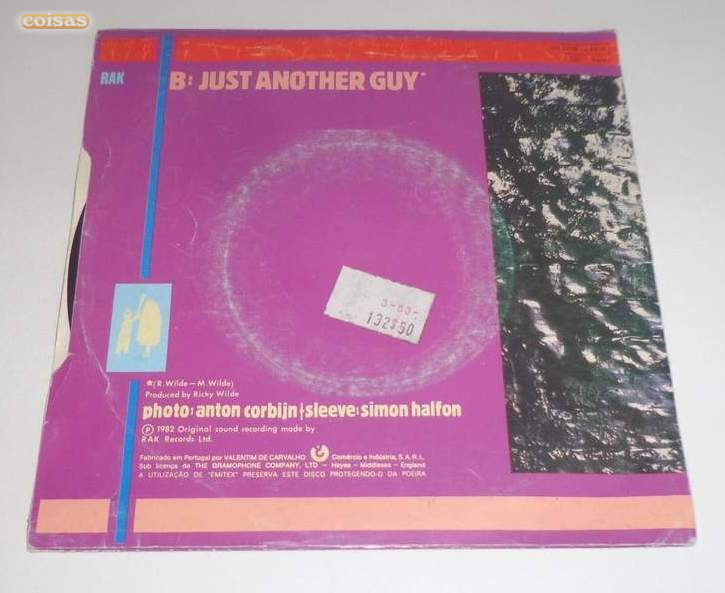 coisas
RAK
B: JUST ANOTHER GUY*
3-83-
132$50
*(R. Wilde – M. Wilde)
Produced by Ricky Wilde
photo: anton corbijn + sleeve: simon halfon
℗ 1982 Original sound recording made by
RAK Records Ltd.
Fabricado em Portugal por VALENTIM DE CARVALHO Comércio e Indústria, S. A. R. L.
Sob licença de THE GRAMOPHONE COMPANY, LTD – Hayes – Middlesex – England
A UTILIZAÇÃO DE "EMITEX" PRESERVA ESTE DISCO PROTEGENDO-O DA POEIRA